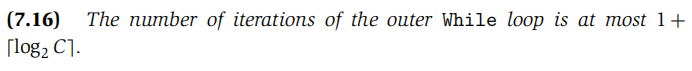 (7.16) The number of iterations of the outer While loop is at most 1+
⌈log₂ C⌉.